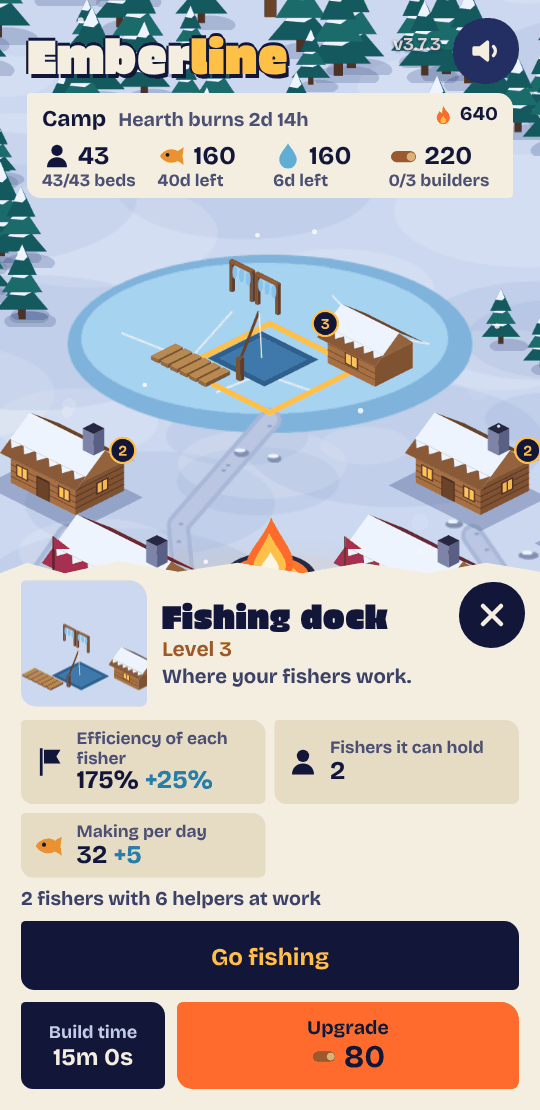 Emberline
v3.7.3
Camp Hearth burns 2d 14h
640
43 160 160 220
43/43 beds 40d left 6d left 0/3 builders
3
2
2
Fishing dock
Level 3
Where your fishers work.
Efficiency of each
fisher
175% +25%
Fishers it can hold
2
Making per day
32 +5
2 fishers with 6 helpers at work
Go fishing
Build time
15m 0s
Upgrade
80